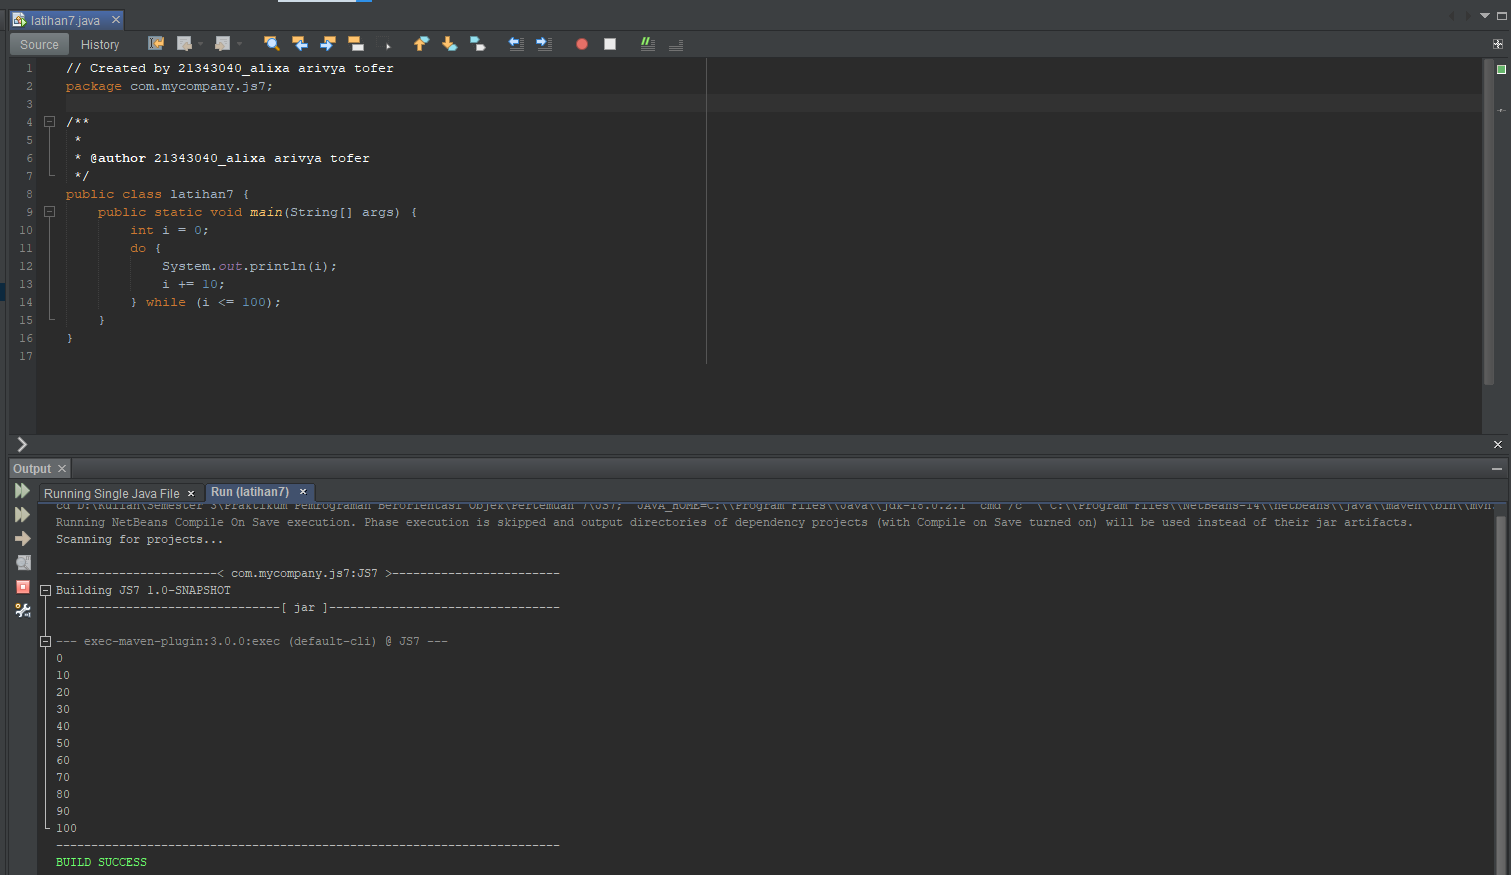 latihan7.java
Source History
1 // Created by 21343040_alixa arivya tofer
2 package com.mycompany.js7;
3
4 /**
5 *
6 * @author 21343040_alixa arivya tofer
7 */
8 public class latihan7 {
9 public static void main(String[] args) {
10 int i = 0;
11 do {
12 System.out.println(i);
13 i += 10;
14 } while (i <= 100);
15 }
16 }
17
Output
Running Single Java File Run (latihan7)
cd D:\Kuliah\Semester 3\Praktikum Pemrograman Berorientasi Objek\Pertemuan 7\JS7; JAVA_HOME=C:\\Program Files\\Java\\jdk-18.0.2.1 cmd /c \"C:\\Program Files\\NetBeans-14\\netbeans\\java\\maven\\bin\\mvn.
Running NetBeans Compile On Save execution. Phase execution is skipped and output directories of dependency projects (with Compile on Save turned on) will be used instead of their jar artifacts.
Scanning for projects...
-----------------------< com.mycompany.js7:JS7 >------------------------
Building JS7 1.0-SNAPSHOT
--------------------------------[ jar ]---------------------------------
--- exec-maven-plugin:3.0.0:exec (default-cli) @ JS7 ---
0
10
20
30
40
50
60
70
80
90
100
------------------------------------------------------------------------
BUILD SUCCESS